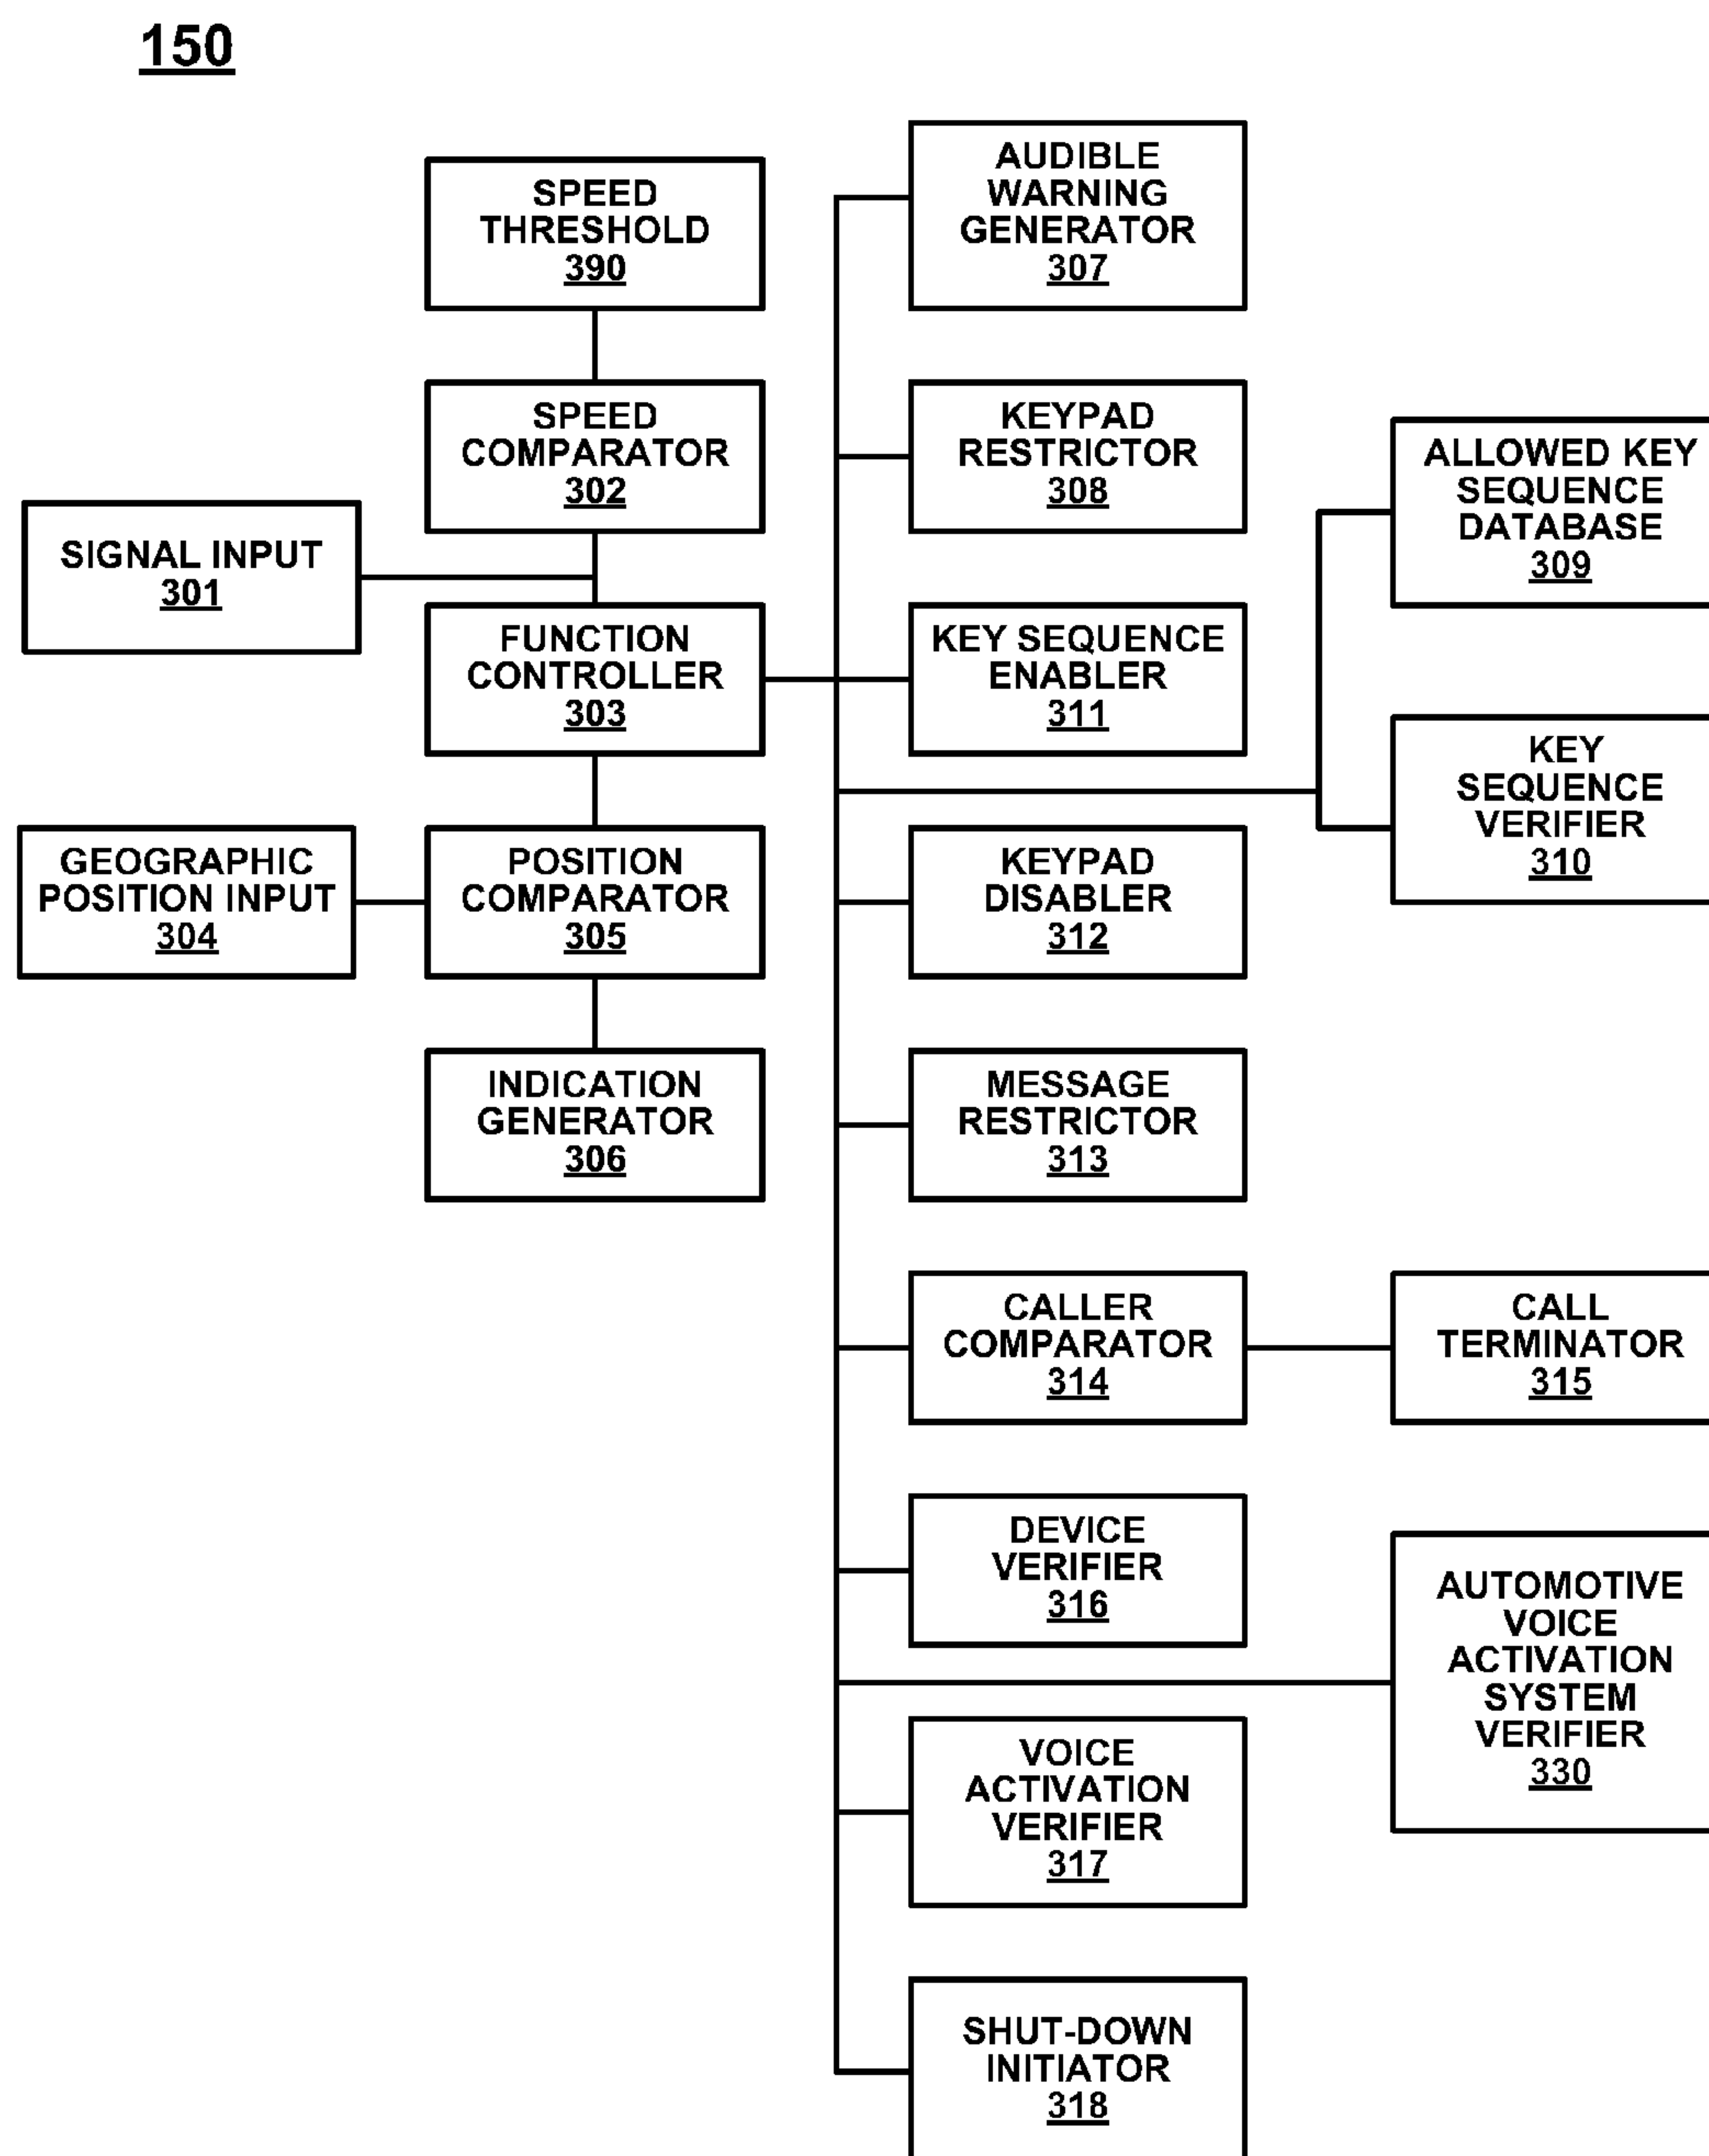 150
SPEED
THRESHOLD
390
SPEED
COMPARATOR
302
SIGNAL INPUT
301
FUNCTION
CONTROLLER
303
GEOGRAPHIC
POSITION INPUT
304
POSITION
COMPARATOR
305
INDICATION
GENERATOR
306
AUDIBLE
WARNING
GENERATOR
307
KEYPAD
RESTRICTOR
308
KEY SEQUENCE
ENABLER
311
KEYPAD
DISABLER
312
MESSAGE
RESTRICTOR
313
CALLER
COMPARATOR
314
DEVICE
VERIFIER
316
VOICE
ACTIVATION
VERIFIER
317
SHUT-DOWN
INITIATOR
318
ALLOWED KEY
SEQUENCE
DATABASE
309
KEY
SEQUENCE
VERIFIER
310
CALL
TERMINATOR
315
AUTOMOTIVE
VOICE
ACTIVATION
SYSTEM
VERIFIER
330